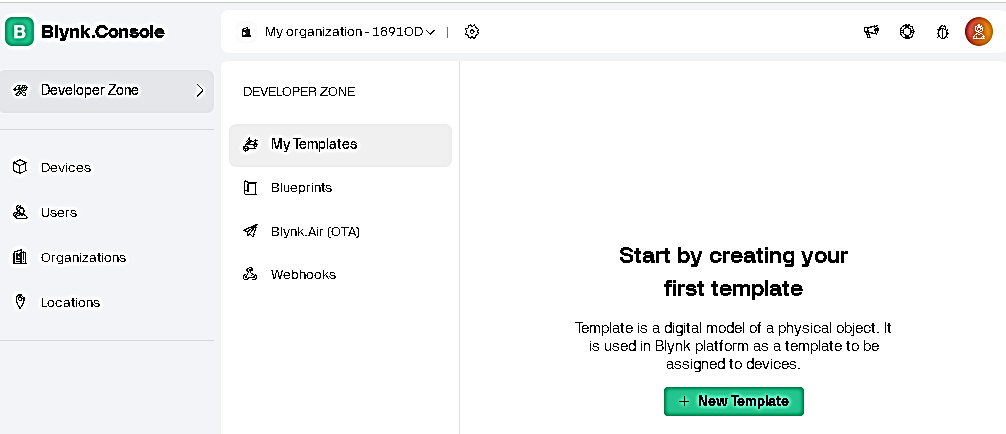 B Blynk.Console
My organization - 1891OD
Developer Zone
Devices
Users
Organizations
Locations
DEVELOPER ZONE
My Templates
Blueprints
Blynk.Air (OTA)
Webhooks
Start by creating your
first template
Template is a digital model of a physical object. It
is used in Blynk platform as a template to be
assigned to devices.
+ New Template